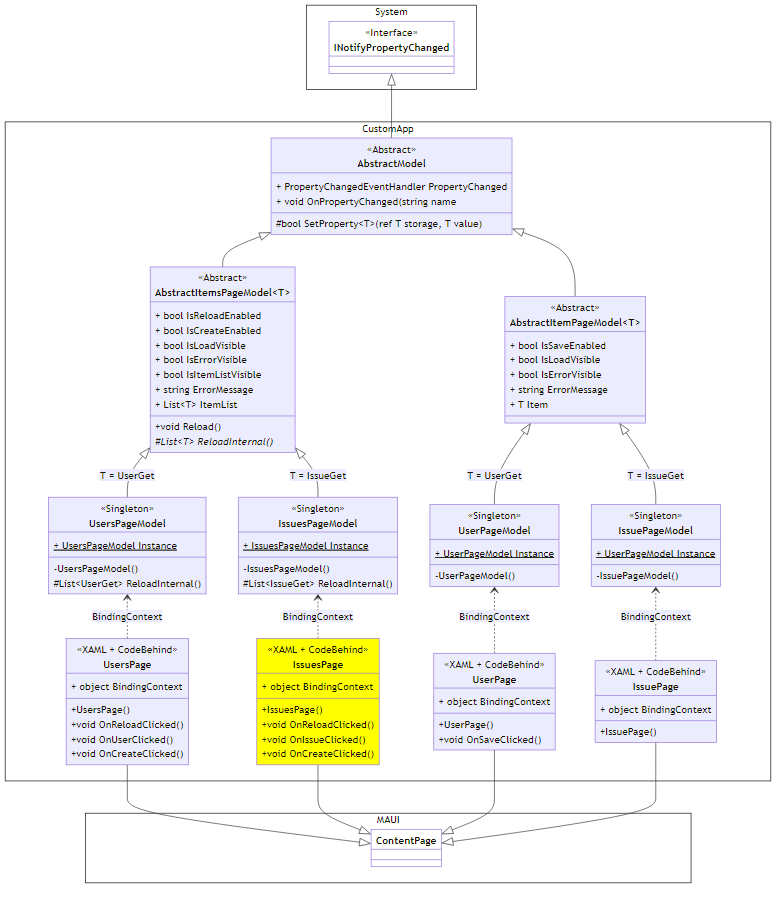 System
«Interface»
INotifyPropertyChanged
CustomApp
«Abstract»
AbstractModel
+ PropertyChangedEventHandler PropertyChanged
+ void OnPropertyChanged(string name
#bool SetProperty<T>(ref T storage, T value)
«Abstract»
AbstractItemsPageModel<T>
+ bool IsReloadEnabled
+ bool IsCreateEnabled
+ bool IsLoadVisible
+ bool IsErrorVisible
+ bool IsItemListVisible
+ string ErrorMessage
+ List<T> ItemList
+void Reload()
#List<T> ReloadInternal()
«Abstract»
AbstractItemPageModel<T>
+ bool IsSaveEnabled
+ bool IsLoadVisible
+ bool IsErrorVisible
+ string ErrorMessage
+ T Item
T = UserGet
T = IssueGet
T = UserGet
T = IssueGet
«Singleton»
UsersPageModel
+ UsersPageModel Instance
-UsersPageModel()
#List<UserGet> ReloadInternal()
«Singleton»
IssuesPageModel
+ IssuesPageModel Instance
-IssuesPageModel()
#List<IssueGet> ReloadInternal()
«Singleton»
UserPageModel
+ UserPageModel Instance
-UserPageModel()
«Singleton»
IssuePageModel
+ UserPageModel Instance
-IssuePageModel()
BindingContext
BindingContext
BindingContext
BindingContext
«XAML + CodeBehind»
UsersPage
+ object BindingContext
+UsersPage()
+void OnReloadClicked()
+void OnUserClicked()
+void OnCreateClicked()
«XAML + CodeBehind»
IssuesPage
+ object BindingContext
+IssuesPage()
+void OnReloadClicked()
+void OnIssueClicked()
+void OnCreateClicked()
«XAML + CodeBehind»
UserPage
+ object BindingContext
+UserPage()
+void OnSaveClicked()
«XAML + CodeBehind»
IssuePage
+ object BindingContext
+IssuePage()
MAUI
ContentPage